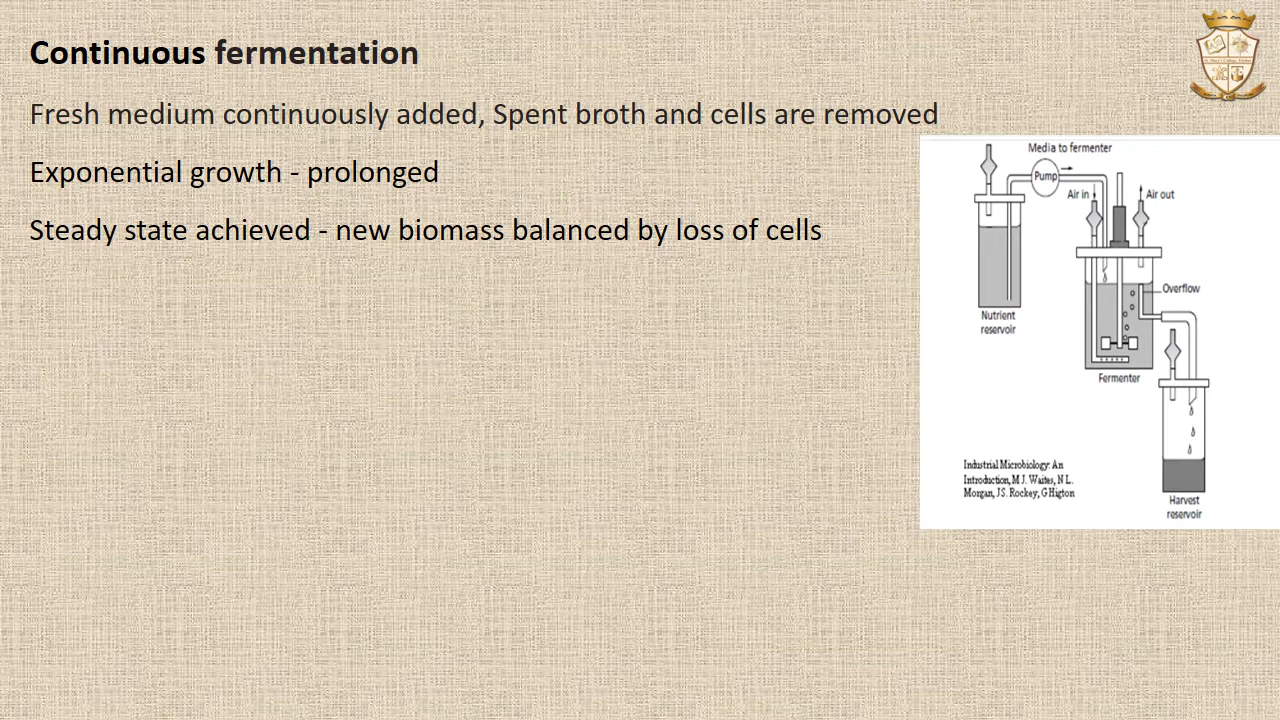 Continuous fermentation
Fresh medium continuously added, Spent broth and cells are removed
Exponential growth - prolonged
Steady state achieved - new biomass balanced by loss of cells
Media to fermenter
Pump
Air in
Air out
Overflow
Nutrient
reservoir
Fermenter
Harvest
reservoir
Industrial Microbiology: An
Introduction, M.J. Waites, N L.
Morgan, J.S. Rockey, G Higton